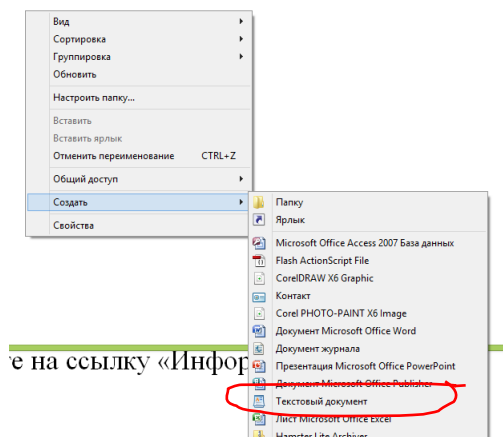 Вид
Сортировка
Группировка
Обновить
Настроить папку...
Вставить
Вставить ярлык
Отменить переименование CTRL+Z
Общий доступ
Создать
Свойства
Папку
Ярлык
Microsoft Office Access 2007 База данных
Flash ActionScript File
CorelDRAW X6 Graphic
Контакт
Corel PHOTO-PAINT X6 Image
Документ Microsoft Office Word
Документ журнала
Презентация Microsoft Office PowerPoint
Документ Microsoft Office Publisher
Текстовый документ
Лист Microsoft Office Excel
Hamster Lite Archiver
те на ссылку «Инфор